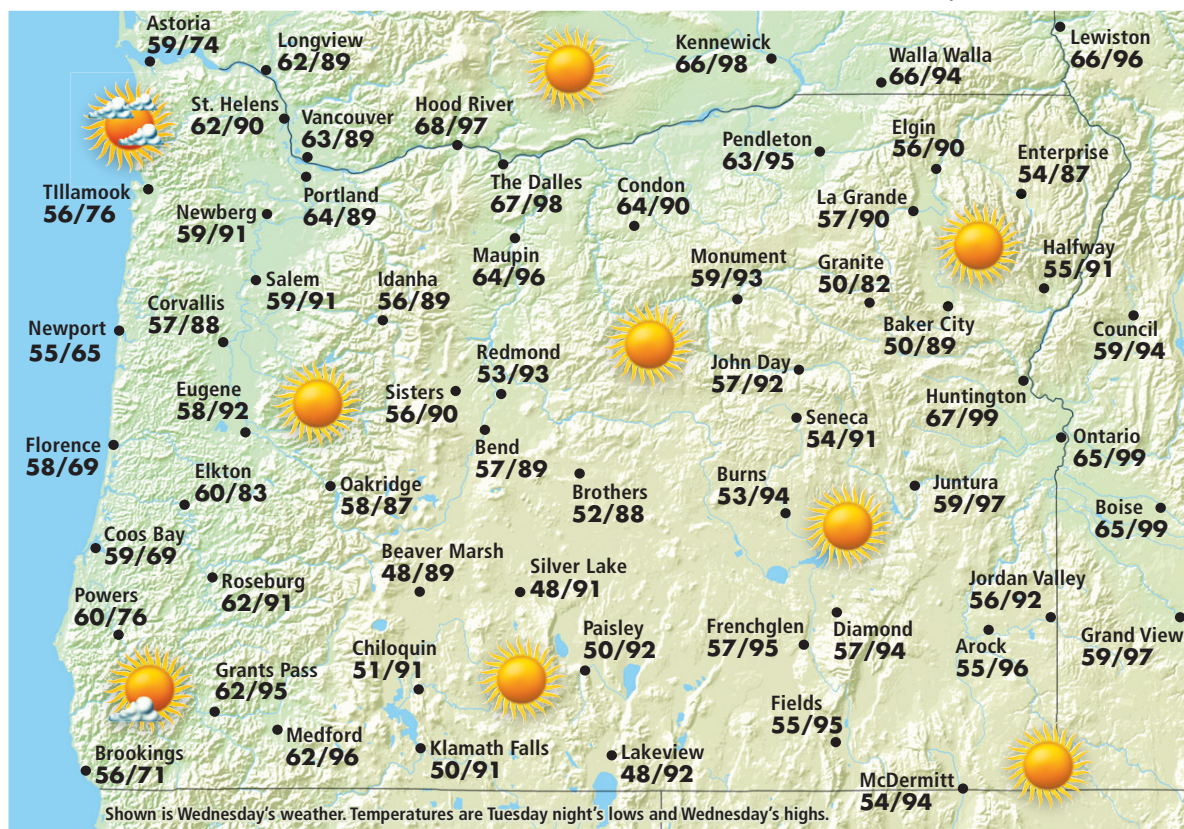 Astoria
59/74
Longview
62/89
Kennewick
66/98
Walla Walla
66/94
Lewiston
66/96
St. Helens
62/90
Vancouver
63/89
Hood River
68/97
Pendleton
63/95
Elgin
56/90
Enterprise
54/87
TIllamook
56/76
Portland
64/89
Newberg
59/91
The Dalles
67/98
Condon
64/90
La Grande
57/90
Maupin
64/96
Monument
59/93
Granite
50/82
Halfway
55/91
Salem
59/91
Idanha
56/89
Corvallis
57/88
Newport
55/65
Baker City
50/89
Council
59/94
Redmond
53/93
John Day
57/92
Eugene
58/92
Sisters
56/90
Huntington
67/99
Seneca
54/91
Florence
58/69
Bend
57/89
Ontario
65/99
Elkton
60/83
Oakridge
58/87
Brothers
52/88
Burns
53/94
Juntura
59/97
Boise
65/99
Coos Bay
59/69
Beaver Marsh
48/89
Silver Lake
48/91
Roseburg
62/91
Jordan Valley
56/92
Powers
60/76
Paisley
50/92
Frenchglen
57/95
Diamond
57/94
Arock
55/96
Grand View
59/97
Chiloquin
51/91
Grants Pass
62/95
Fields
55/95
Medford
62/96
Klamath Falls
50/91
Lakeview
48/92
Brookings
56/71
McDermitt
54/94
Shown is Wednesday's weather. Temperatures are Tuesday night's lows and Wednesday's highs.